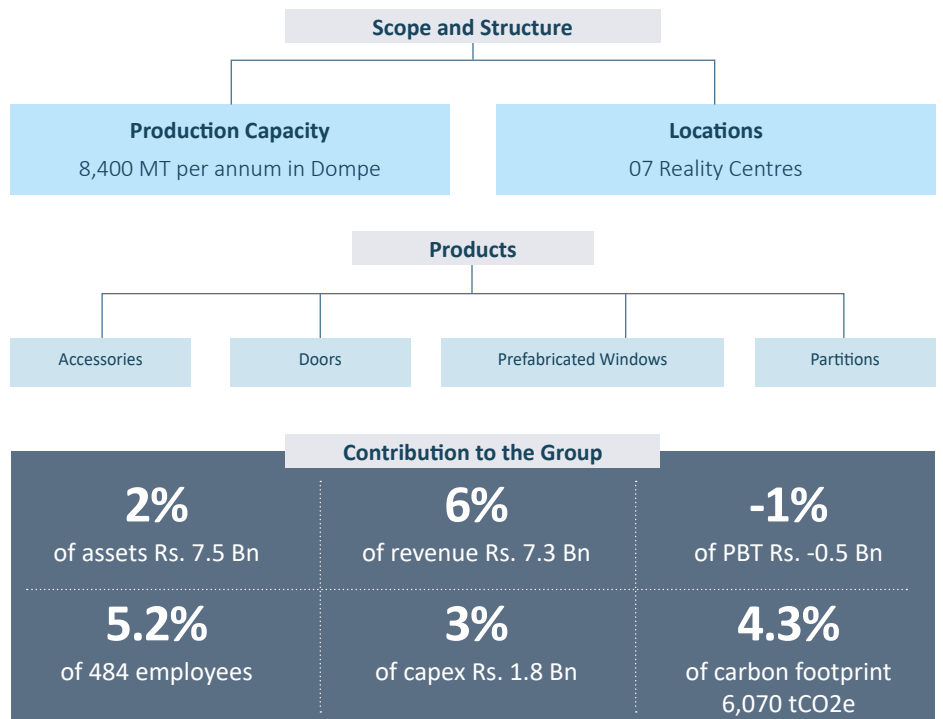 Scope and Structure
Production Capacity
8,400 MT per annum in Dompe
Locations
07 Reality Centres
Products
Accessories
Doors
Prefabricated Windows
Partitions
Contribution to the Group
2%
of assets Rs. 7.5 Bn
6%
of revenue Rs. 7.3 Bn
-1%
of PBT Rs. -0.5 Bn
5.2%
of 484 employees
3%
of capex Rs. 1.8 Bn
4.3%
of carbon footprint
6,070 tCO2e